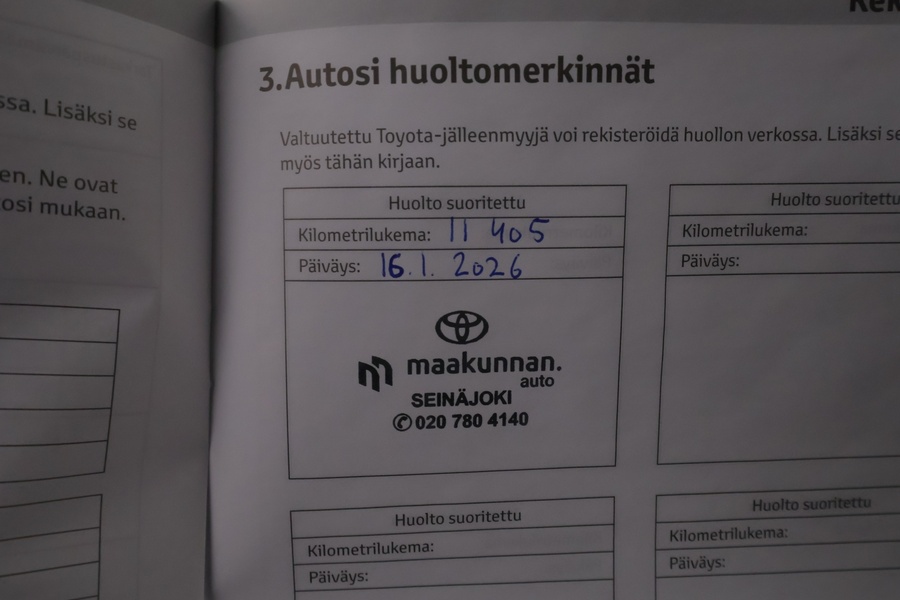 ssa. Lisäksi se
en. Ne ovat
osi mukaan.
3.Autosi huoltomerkinnät
Valtuutettu Toyota-jälleenmyyjä voi rekisteröidä huollon verkossa. Lisäksi se
myös tähän kirjaan.
Huolto suoritettu
Kilometrilukema: 11 405
Päiväys: 16.1. 2026
maakunnan.
auto
SEINÄJOKI
✆ 020 780 4140
Huolto suoritettu
Kilometrilukema:
Päiväys:
Huolto suoritettu
Kilometrilukema:
Päiväys:
Huolto suoritettu
Kilometrilukema:
Päiväys: